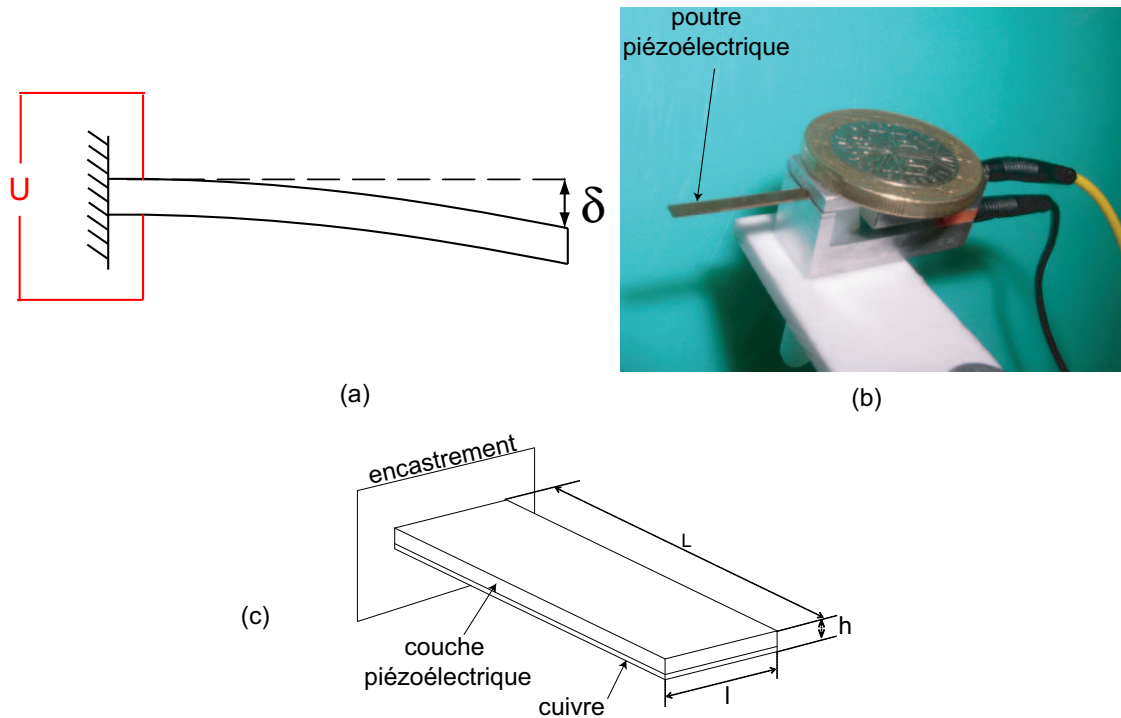 U
δ
(a)
poutre
piézoélectrique
(b)
encastrement
L
h
(c)
couche
piézoélectrique
l
cuivre